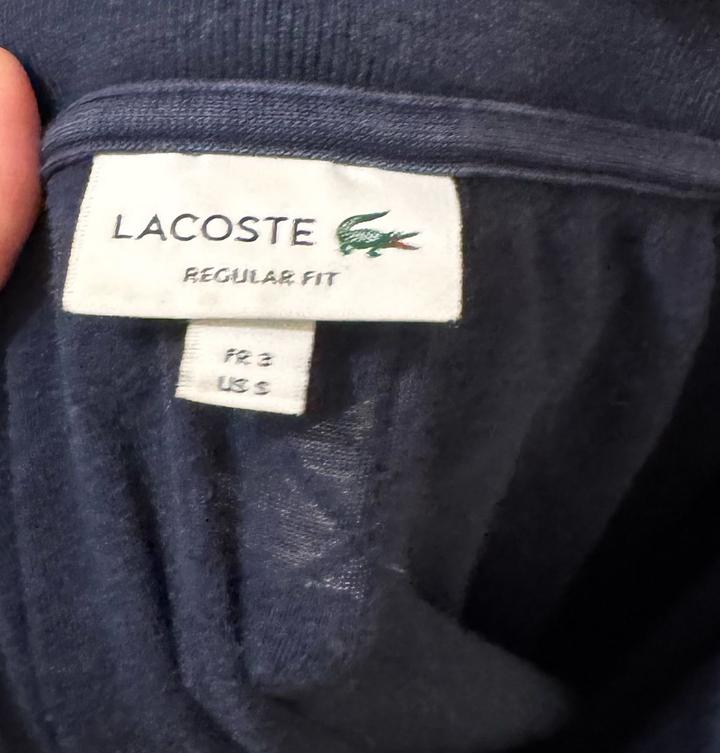 LACOSTE
REGULAR FIT
FR 3
US S